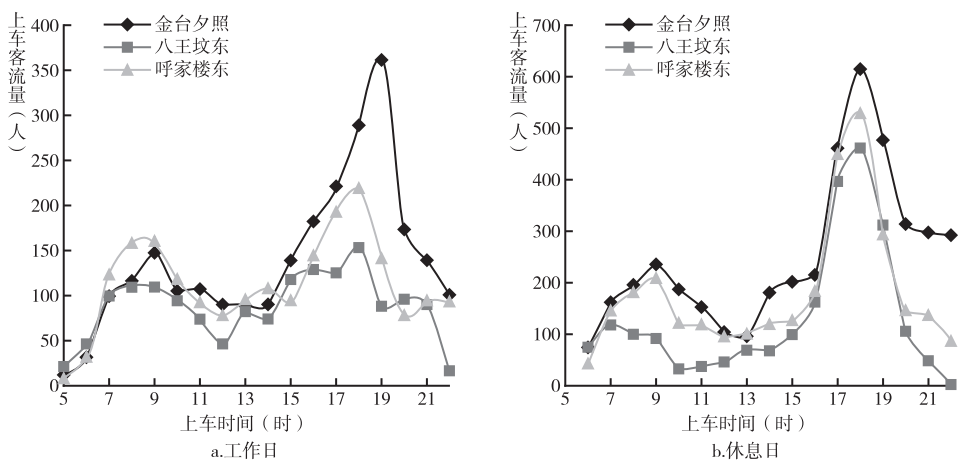 上车客流量（人）
400
350
300
250
200
150
100
50
0
金台夕照
八王坟东
呼家楼东
5 7 9 11 13 15 17 19 21
上车时间（时）
a.工作日
上车客流量（人）
700
600
500
400
300
200
100
0
金台夕照
八王坟东
呼家楼东
5 7 9 11 13 15 17 19 21
上车时间（时）
b.休息日